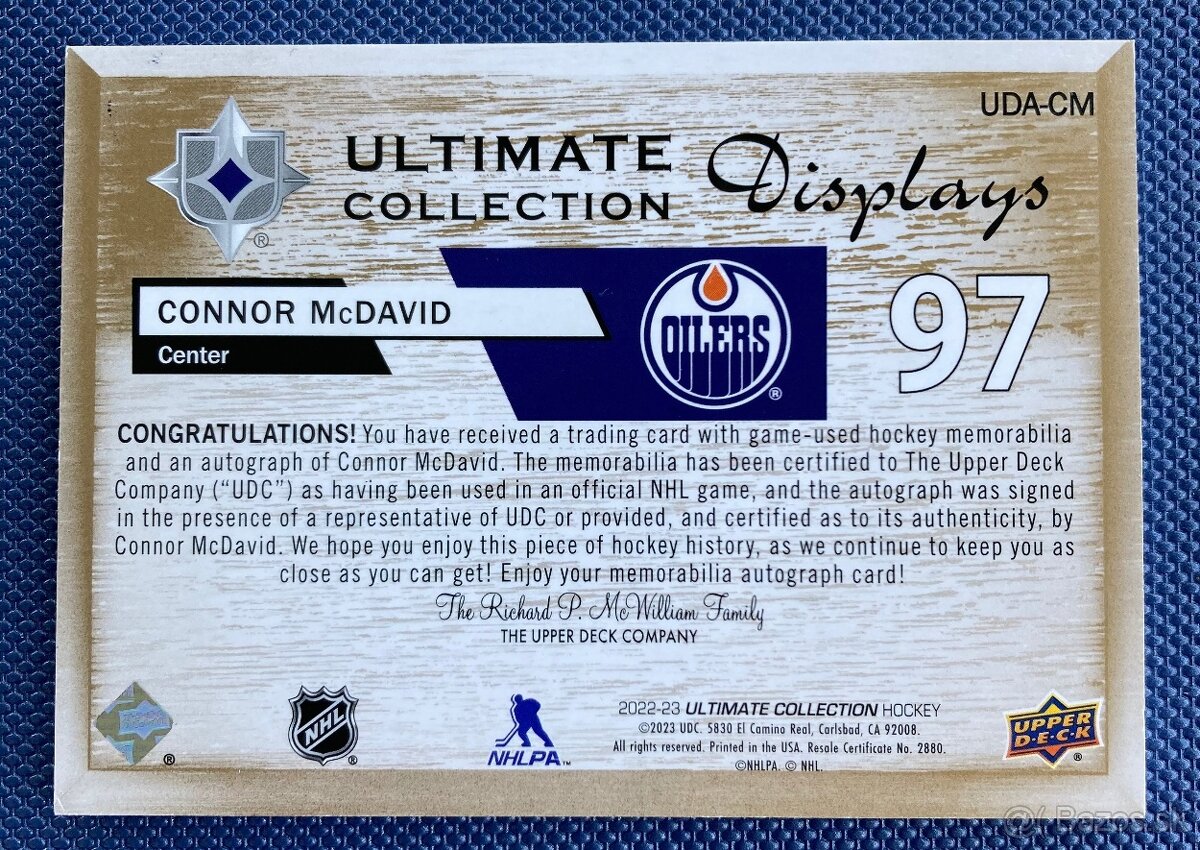 UDA-CM
ULTIMATE
COLLECTION
Displays
®
CONNOR McDAVID
Center
OILERS
®
97
CONGRATULATIONS! You have received a trading card with game-used hockey memorabilia
and an autograph of Connor McDavid. The memorabilia has been certified to The Upper Deck
Company (“UDC”) as having been used in an official NHL game, and the autograph was signed
in the presence of a representative of UDC or provided, and certified as to its authenticity, by
Connor McDavid. We hope you enjoy this piece of hockey history, as we continue to keep you as
close as you can get! Enjoy your memorabilia autograph card!
The Richard P. McWilliam Family
THE UPPER DECK COMPANY
®
NHL
®
NHLPA™
2022-23 ULTIMATE COLLECTION HOCKEY
©2023 UDC. 5830 El Camino Real, Carlsbad, CA 92008.
All rights reserved. Printed in the USA. Resale Certificate No. 2880.
©NHLPA. © NHL.
UPPER
D·E·C·K
®
Bazos.sk